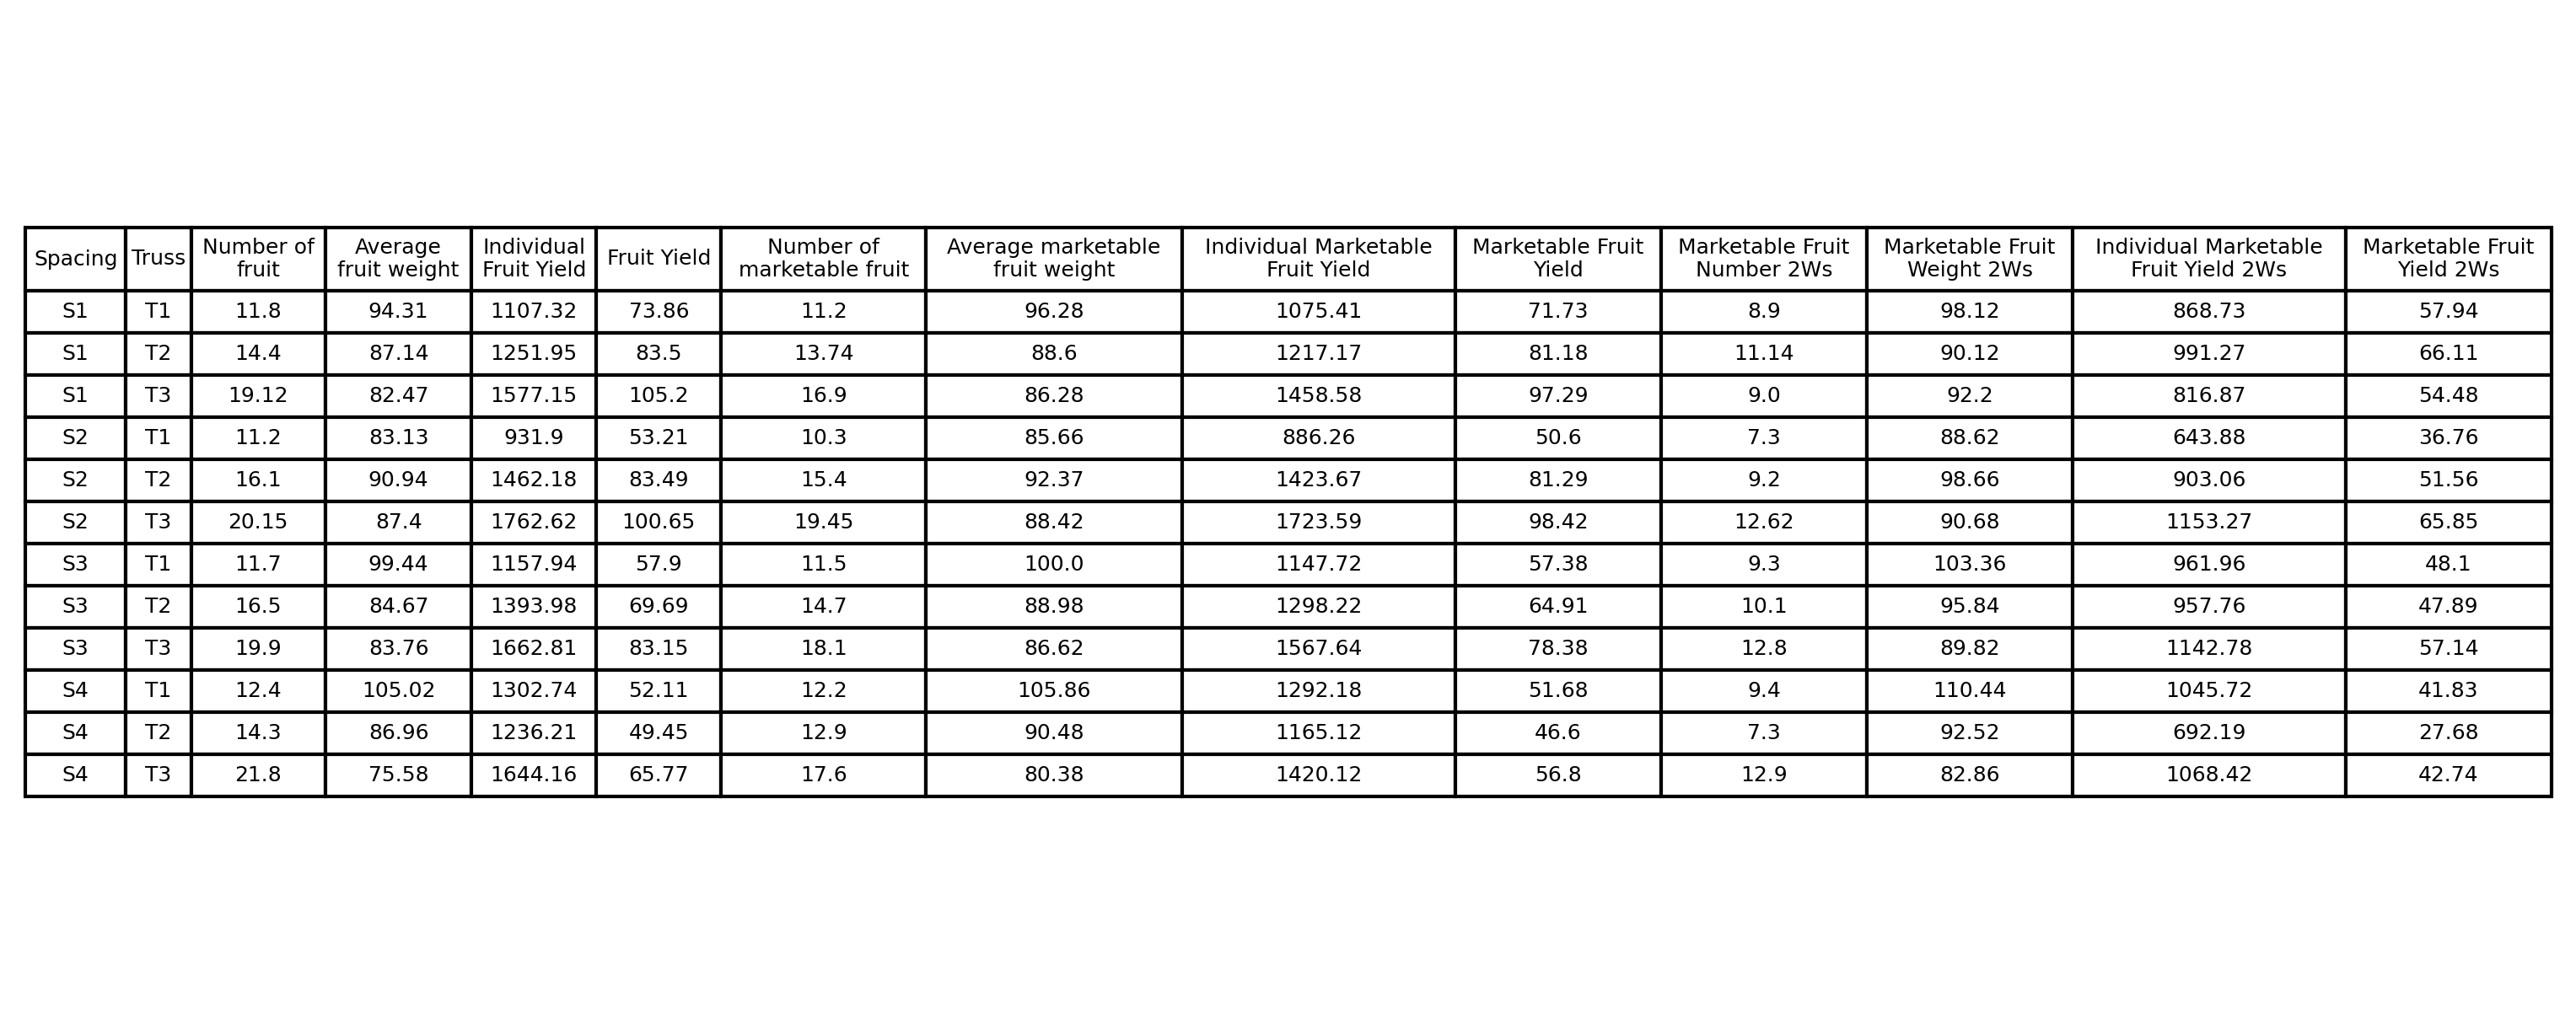 Spacing Truss Number of fruit Average fruit weight Individual Fruit Yield Fruit Yield Number of marketable fruit Average marketable fruit weight Individual Marketable Fruit Yield Marketable Fruit Yield Marketable Fruit Number 2Ws Marketable Fruit Weight 2Ws Individual Marketable Fruit Yield 2Ws Marketable Fruit Yield 2Ws
S1 T1 11.8 94.31 1107.32 73.86 11.2 96.28 1075.41 71.73 8.9 98.12 868.73 57.94
S1 T2 14.4 87.14 1251.95 83.5 13.74 88.6 1217.17 81.18 11.14 90.12 991.27 66.11
S1 T3 19.12 82.47 1577.15 105.2 16.9 86.28 1458.58 97.29 9.0 92.2 816.87 54.48
S2 T1 11.2 83.13 931.9 53.21 10.3 85.66 886.26 50.6 7.3 88.62 643.88 36.76
S2 T2 16.1 90.94 1462.18 83.49 15.4 92.37 1423.67 81.29 9.2 98.66 903.06 51.56
S2 T3 20.15 87.4 1762.62 100.65 19.45 88.42 1723.59 98.42 12.62 90.68 1153.27 65.85
S3 T1 11.7 99.44 1157.94 57.9 11.5 100.0 1147.72 57.38 9.3 103.36 961.96 48.1
S3 T2 16.5 84.67 1393.98 69.69 14.7 88.98 1298.22 64.91 10.1 95.84 957.76 47.89
S3 T3 19.9 83.76 1662.81 83.15 18.1 86.62 1567.64 78.38 12.8 89.82 1142.78 57.14
S4 T1 12.4 105.02 1302.74 52.11 12.2 105.86 1292.18 51.68 9.4 110.44 1045.72 41.83
S4 T2 14.3 86.96 1236.21 49.45 12.9 90.48 1165.12 46.6 7.3 92.52 692.19 27.68
S4 T3 21.8 75.58 1644.16 65.77 17.6 80.38 1420.12 56.8 12.9 82.86 1068.42 42.74